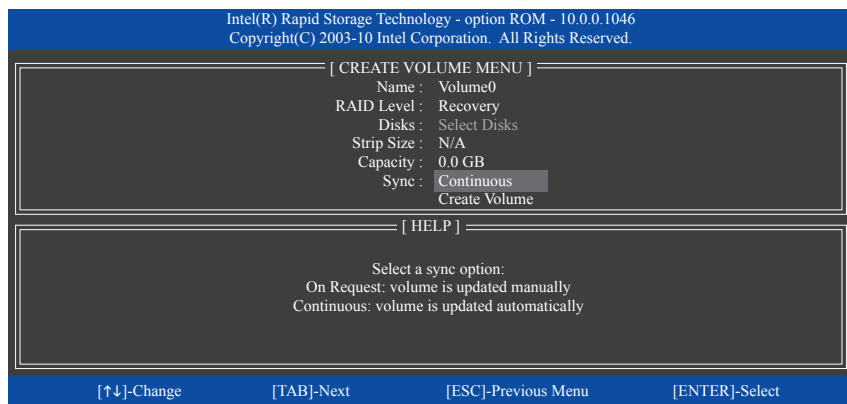 Intel(R) Rapid Storage Technology - option ROM - 10.0.0.1046
Copyright(C) 2003-10 Intel Corporation.  All Rights Reserved.
[ CREATE VOLUME MENU ]
Name :  Volume0
RAID Level :  Recovery
Disks :  Select Disks
Strip Size :  N/A
Capacity :  0.0 GB
Sync :  Continuous
Create Volume
[ HELP ]
Select a sync option:
On Request: volume is updated manually
Continuous: volume is updated automatically
[↑↓]-Change  [TAB]-Next  [ESC]-Previous Menu  [ENTER]-Select